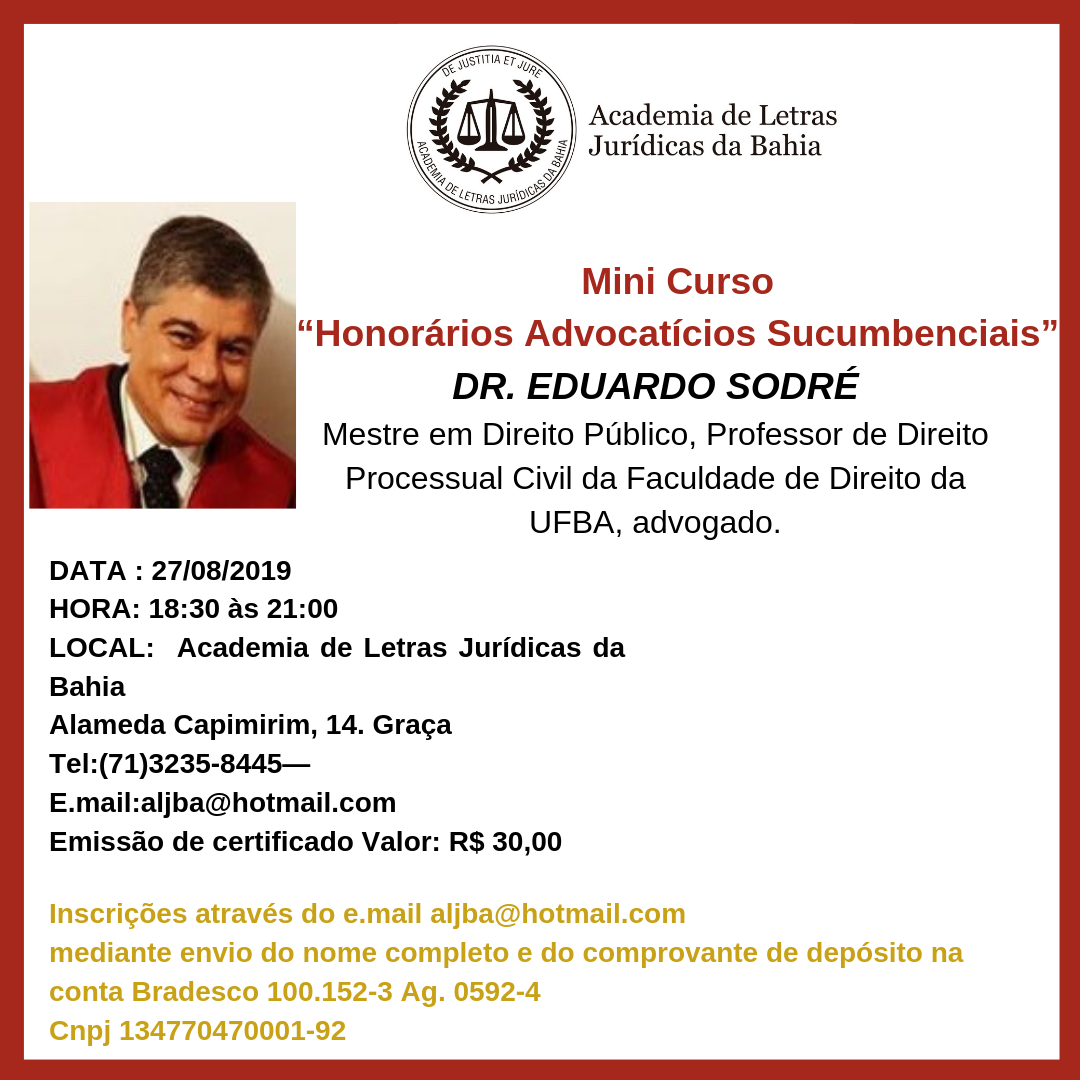 DE JUSTITIA ET JURE
ACADEMIA DE LETRAS JURÍDICAS DA BAHIA
Academia de Letras
Jurídicas da Bahia
Mini Curso
“Honorários Advocatícios Sucumbenciais”
DR. EDUARDO SODRÉ
Mestre em Direito Público, Professor de Direito
Processual Civil da Faculdade de Direito da
UFBA, advogado.
DATA : 27/08/2019
HORA: 18:30 às 21:00
LOCAL: Academia de Letras Jurídicas da
Bahia
Alameda Capimirim, 14. Graça
Tel:(71)3235-8445—
E.mail:aljba@hotmail.com
Emissão de certificado Valor: R$ 30,00
Inscrições através do e.mail aljba@hotmail.com
mediante envio do nome completo e do comprovante de depósito na
conta Bradesco 100.152-3 Ag. 0592-4
Cnpj 134770470001-92